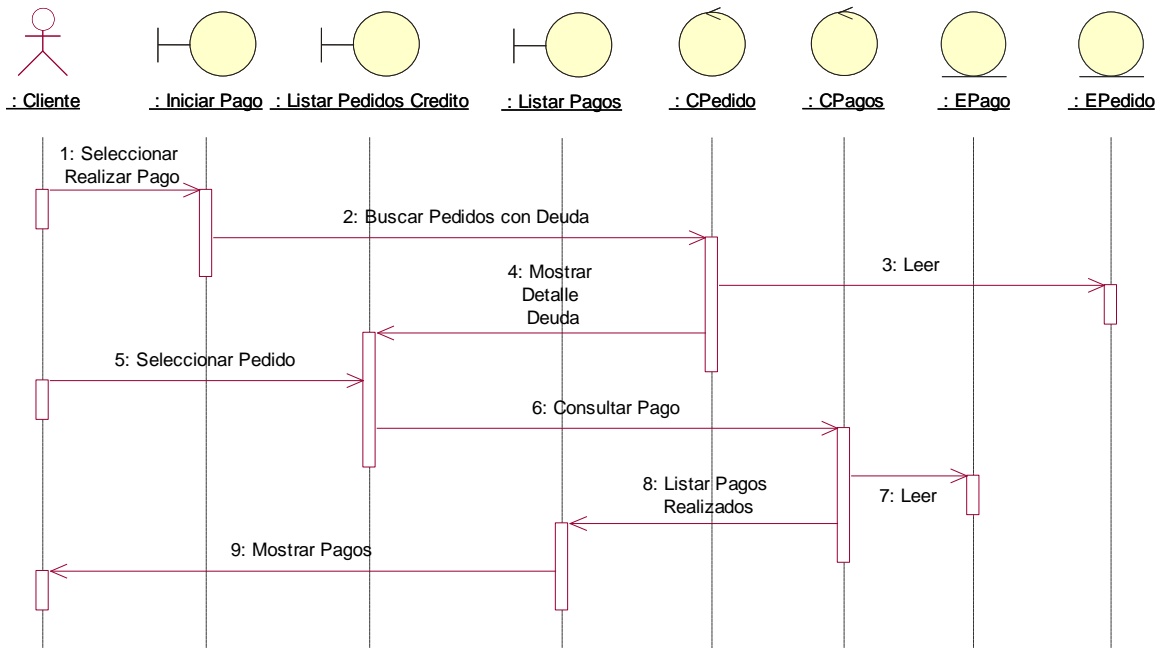 : Cliente
: Iniciar Pago
: Listar Pedidos Credito
: Listar Pagos
: CPedido
: CPagos
: EPago
: EPedido
1: Seleccionar
Realizar Pago
2: Buscar Pedidos con Deuda
3: Leer
4: Mostrar
Detalle
Deuda
5: Seleccionar Pedido
6: Consultar Pago
7: Leer
8: Listar Pagos
Realizados
9: Mostrar Pagos